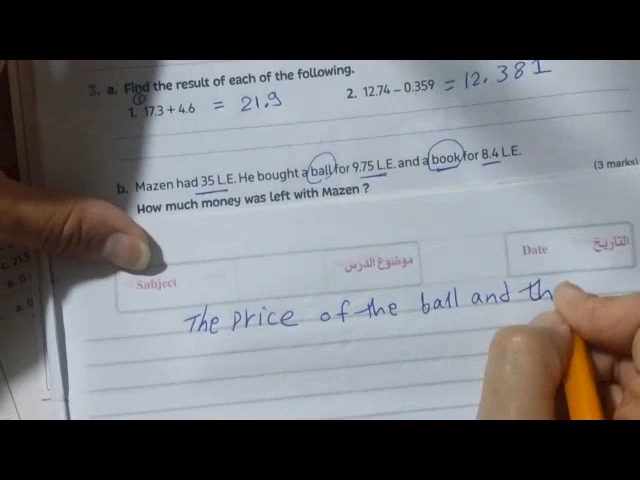 3. a. Find the result of each of the following.
1. 17.3 + 4.6 = 21.9
2. 12.74 – 0.359 = 12.381
b. Mazen had 35 L.E. He bought a ball for 9.75 L.E. and a book for 8.4 L.E.
(3 marks)
How much money was left with Mazen ?
Subject
موضوع الدرس
Date
التاريخ
The price of the ball and th